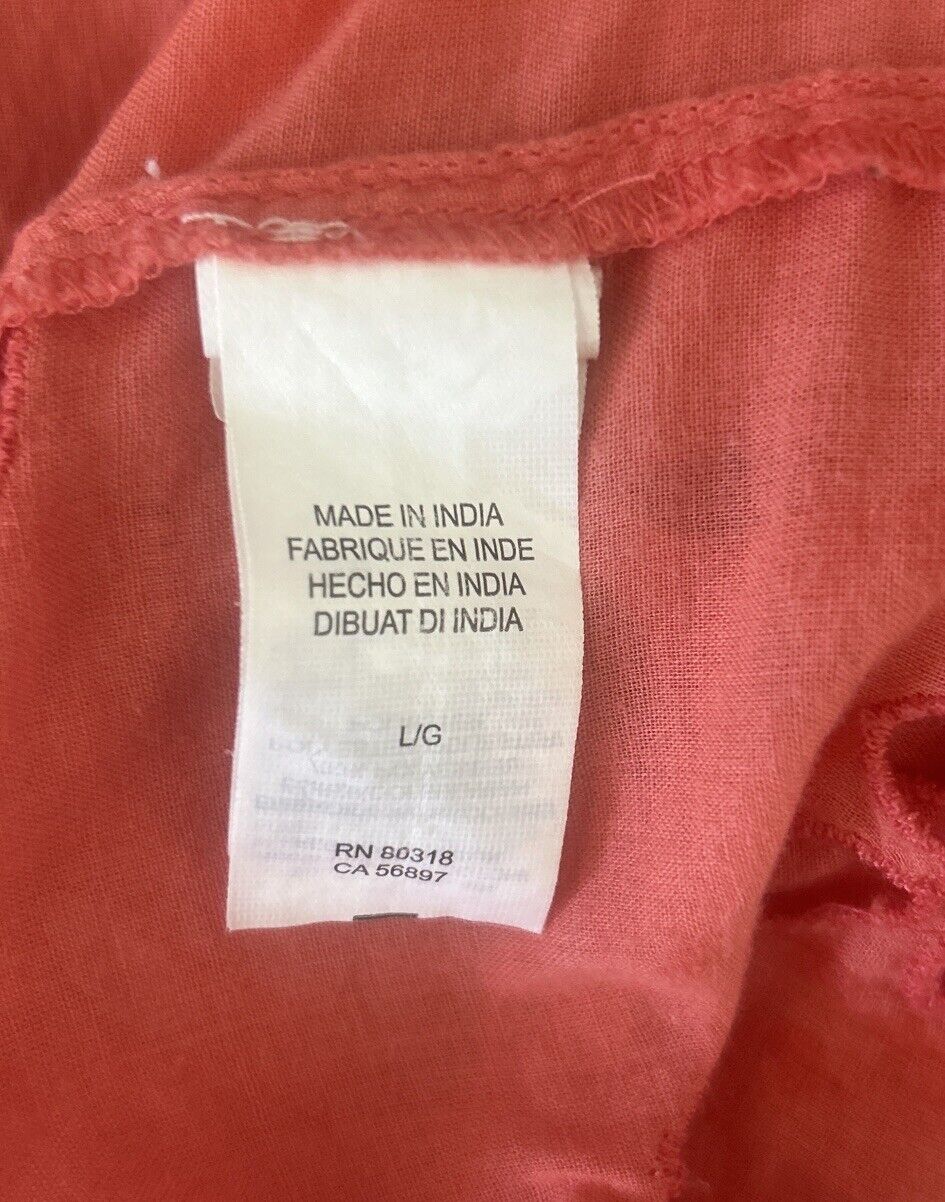 MADE IN INDIA
FABRIQUE EN INDE
HECHO EN INDIA
DIBUAT DI INDIA
L/G
RN 80318
CA 56897